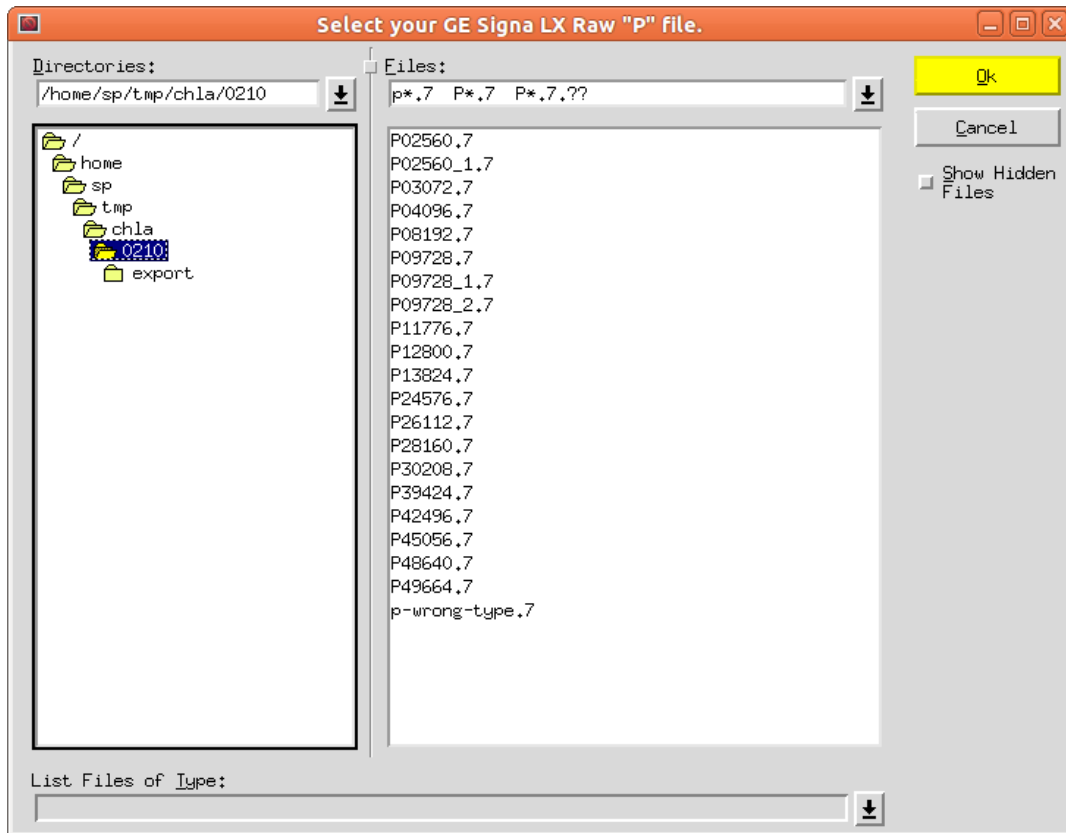 Select your GE Signa LX Raw "P" file.
Directories:
/home/sp/tmp/chla/0210
/
home
sp
tmp
chla
0210
export
Files:
p*.7  P*.7  P*.7.??
P02560.7
P02560_1.7
P03072.7
P04096.7
P08192.7
P09728.7
P09728_1.7
P09728_2.7
P11776.7
P12800.7
P13824.7
P24576.7
P26112.7
P28160.7
P30208.7
P39424.7
P42496.7
P45056.7
P48640.7
P49664.7
p-wrong-type.7
Ok
Cancel
Show Hidden
Files
List Files of Type: